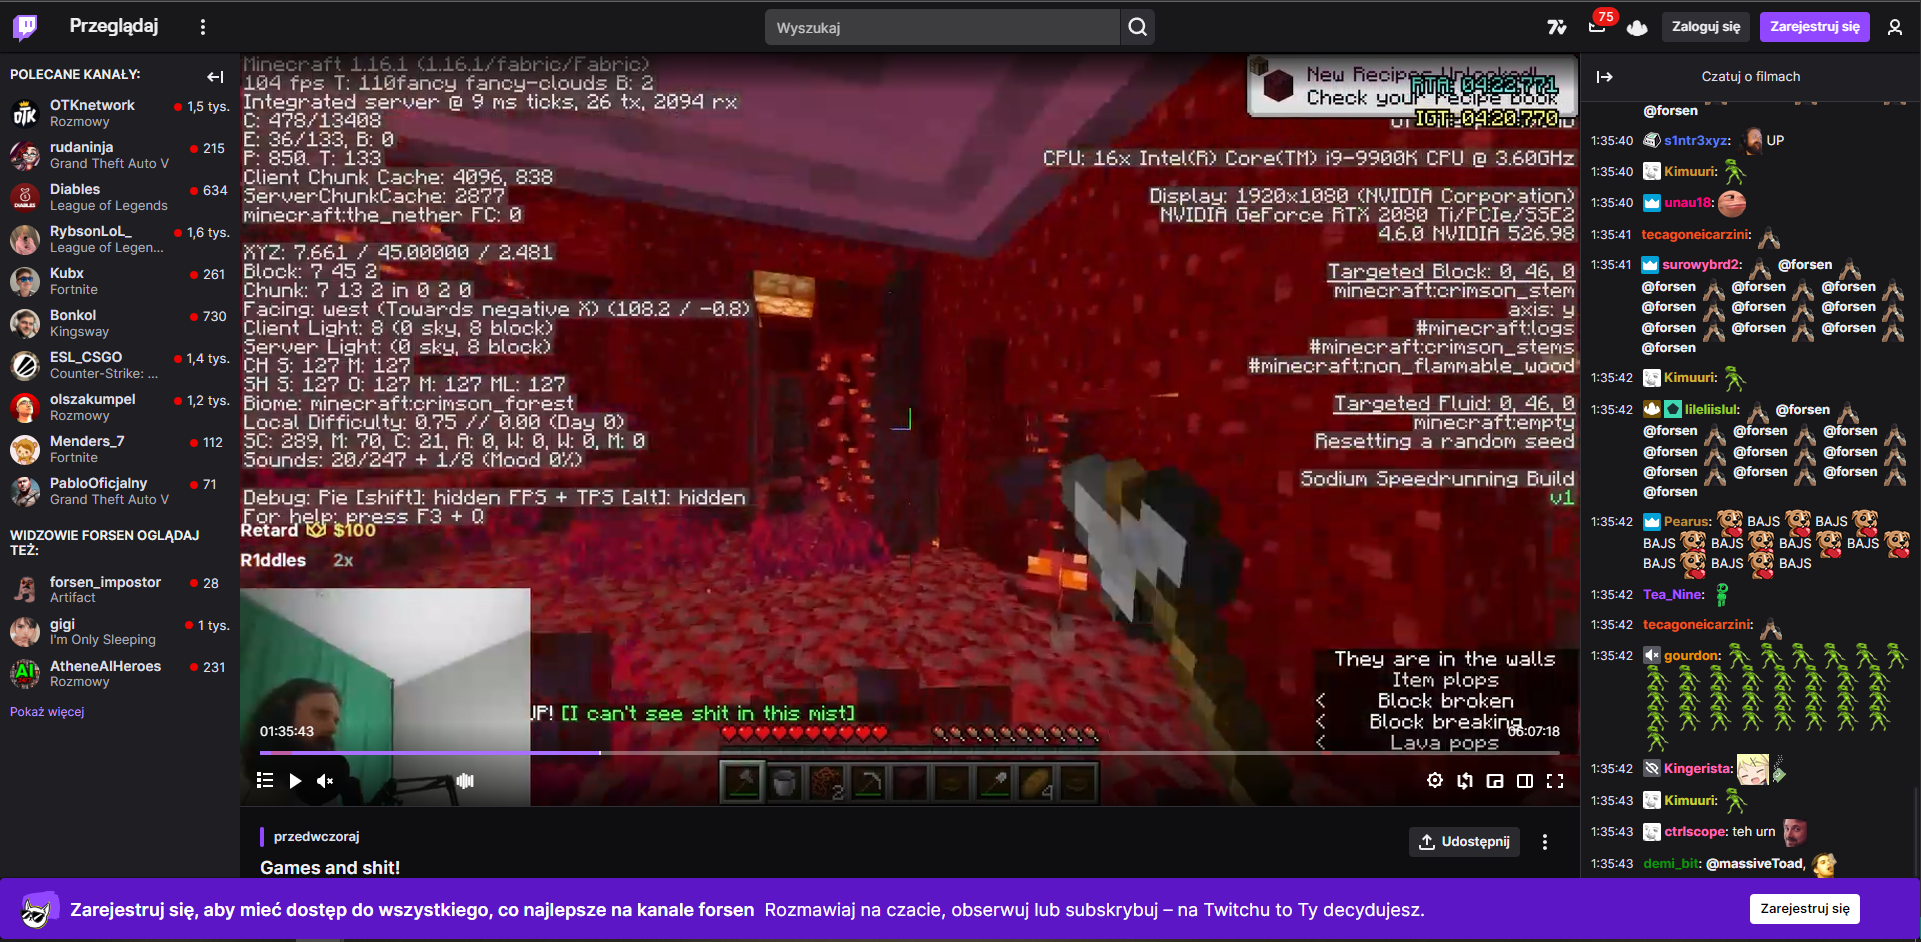 Przeglądaj
Wyszukaj
75
Zaloguj się
Zarejestruj się
POLECANE KANAŁY:
OTKnetwork 1,5 tys.
Rozmowy
rudaninja 215
Grand Theft Auto V
Diables 634
League of Legends
RybsonLoL_ 1,6 tys.
League of Legen...
Kubx 261
Fortnite
Bonkol 730
Kingsway
ESL_CSGO 1,4 tys.
Counter-Strike: ...
olszakumpel 1,2 tys.
Rozmowy
Menders_7 112
Fortnite
PabloOficjalny 71
Grand Theft Auto V
WIDZOWIE FORSEN OGLĄDAJ
TEŻ:
forsen_impostor 28
Artifact
gigi 1 tys.
I'm Only Sleeping
AtheneAIHeroes 231
Rozmowy
Pokaż więcej
Minecraft 1.16.1 (1.16.1/fabric/Fabric)
104 fps T: 110fancy fancy-clouds B: 2
Integrated server @ 9 ms ticks, 26 tx, 2094 rx
C: 478/13408
E: 36/133, B: 0
P: 850. T: 133
Client Chunk Cache: 4096, 838
ServerChunkCache: 2877
minecraft:the_nether FC: 0
XYZ: 7.661 / 45.00000 / 2.481
Block: 7 45 2
Chunk: 7 13 2 in 0 2 0
Facing: west (Towards negative X) (108.2 / -0.8)
Client Light: 8 (0 sky, 8 block)
Server Light: (0 sky, 8 block)
CH S: 127 M: 127
SH S: 127 O: 127 M: 127 ML: 127
Biome: minecraft:crimson_forest
Local Difficulty: 0.75 // 0.00 (Day 0)
SC: 289, M: 70, C: 21, A: 0, W: 0, W: 0, M: 0
Sounds: 20/247 + 1/8 (Mood 0%)
Debug: Pie [shift]: hidden FPS + TPS [alt]: hidden
For help: press F3 + Q
Retard $100
R1ddles 2x
New Recipes Unlocked!
Check your recipe book
RTA: 04:22.771
IGT: 04:20.770
CPU: 16x Intel(R) Core(TM) i9-9900K CPU @ 3.60GHz
Display: 1920x1080 (NVIDIA Corporation)
NVIDIA GeForce RTX 2080 Ti/PCIe/SSE2
4.6.0 NVIDIA 526.98
Targeted Block: 0, 46, 0
minecraft:crimson_stem
axis: y
#minecraft:logs
#minecraft:crimson_stems
#minecraft:non_flammable_wood
Targeted Fluid: 0, 46, 0
minecraft:empty
Resetting a random seed
Sodium Speedrunning Build
v1
They are in the walls
Item plops
< Block broken
< Block breaking
< Lava pops
JP! [I can't see shit in this mist]
2
4
01:35:43
06:07:18
przedwczoraj
Games and shit!
Udostępnij
Czatuj o filmach
@forsen
1:35:40 s1ntr3xyz: UP
1:35:40 Kimuuri:
1:35:40 unau18:
1:35:41 tecagoneicarzini:
1:35:41 surowybrd2: @forsen
@forsen @forsen @forsen
@forsen @forsen @forsen
@forsen @forsen @forsen
@forsen
1:35:42 Kimuuri:
1:35:42 lileliislul: @forsen
@forsen @forsen @forsen
@forsen @forsen @forsen
@forsen @forsen @forsen
@forsen
1:35:42 Pearus: BAJS BAJS
BAJS BAJS BAJS BAJS
BAJS BAJS BAJS
1:35:42 Tea_Nine:
1:35:42 tecagoneicarzini:
1:35:42 gourdon:
1:35:42 Kingerista:
1:35:43 Kimuuri:
1:35:43 ctrlscope: teh urn
1:35:43 demi_bit: @massiveToad,
Zarejestruj się, aby mieć dostęp do wszystkiego, co najlepsze na kanale forsen Rozmawiaj na czacie, obserwuj lub subskrybuj – na Twitchu to Ty decydujesz.
Zarejestruj się